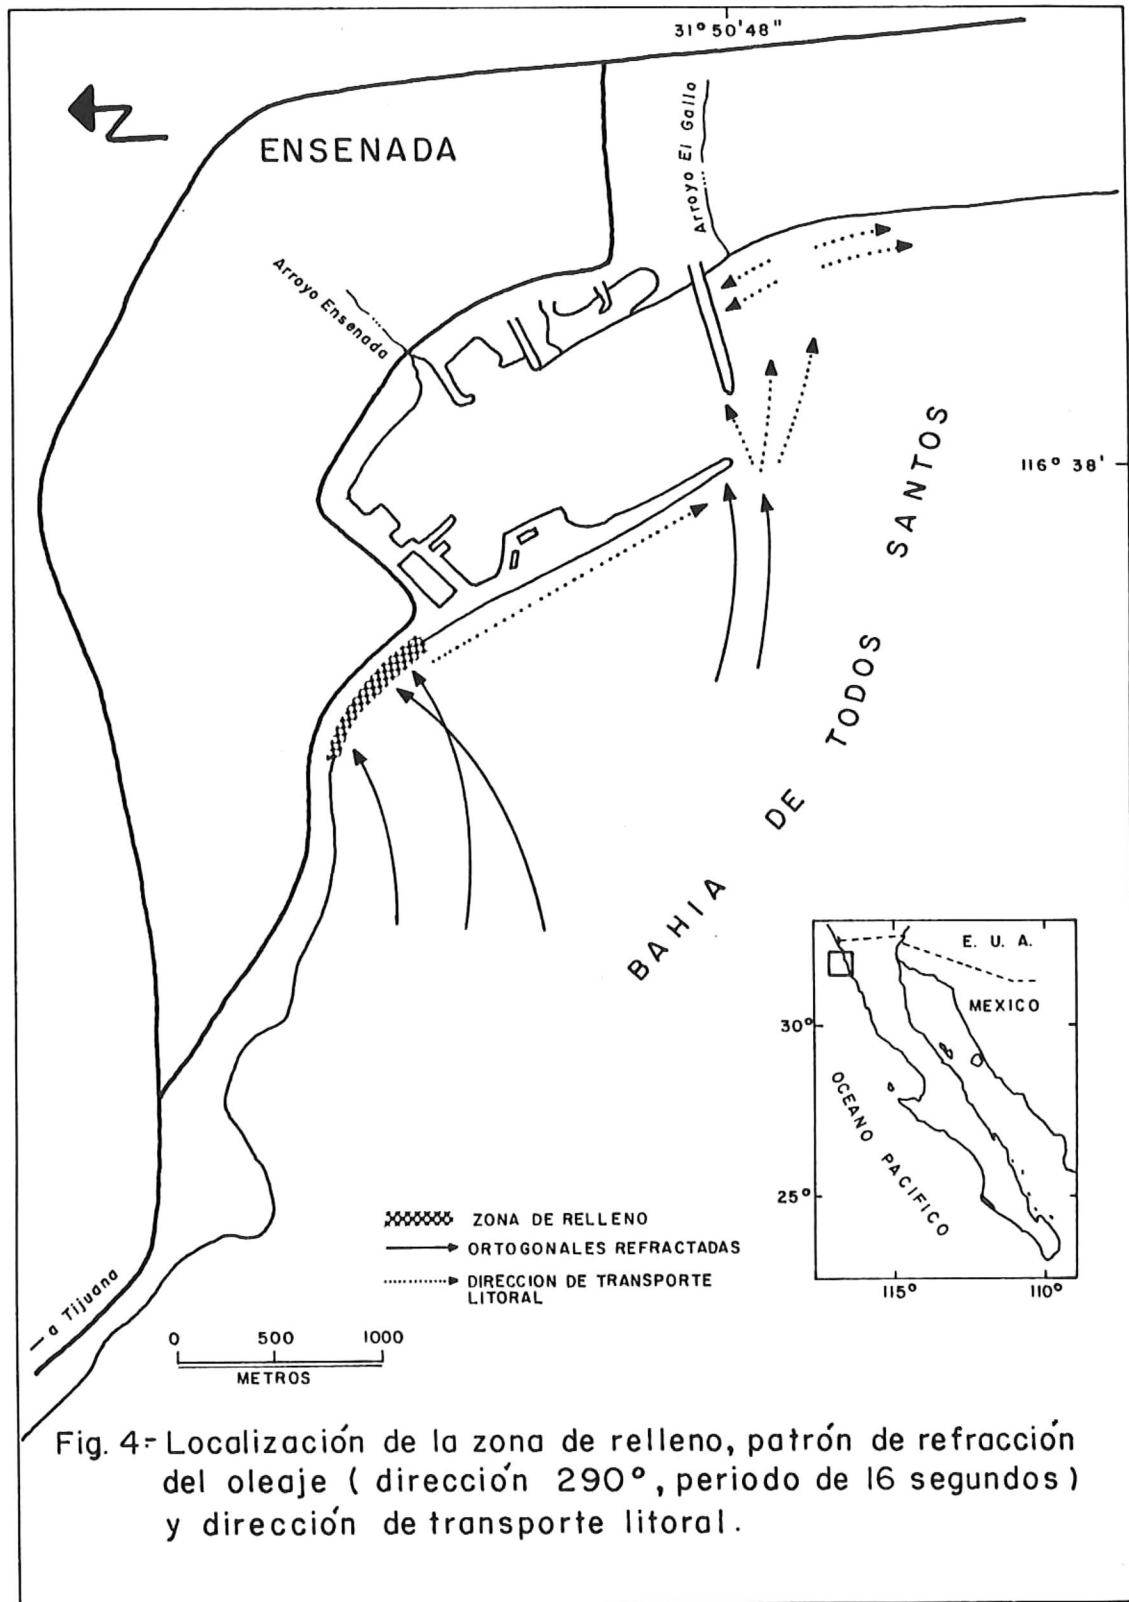 31° 50' 48"
ENSENADA
Arroyo El Gallo
Arroyo Ensenada
116° 38'
BAHIA DE TODOS SANTOS
E. U. A.
MEXICO
30°
OCEANO PACIFICO
25°
115°
110°
ZONA DE RELLENO
ORTOGONALES REFRACTADAS
DIRECCION DE TRANSPORTE
LITORAL
a Tijuana
0 500 1000
METROS
Fig. 4.- Localización de la zona de relleno, patrón de refracción
del oleaje ( dirección 290°, periodo de 16 segundos )
y dirección de transporte litoral.